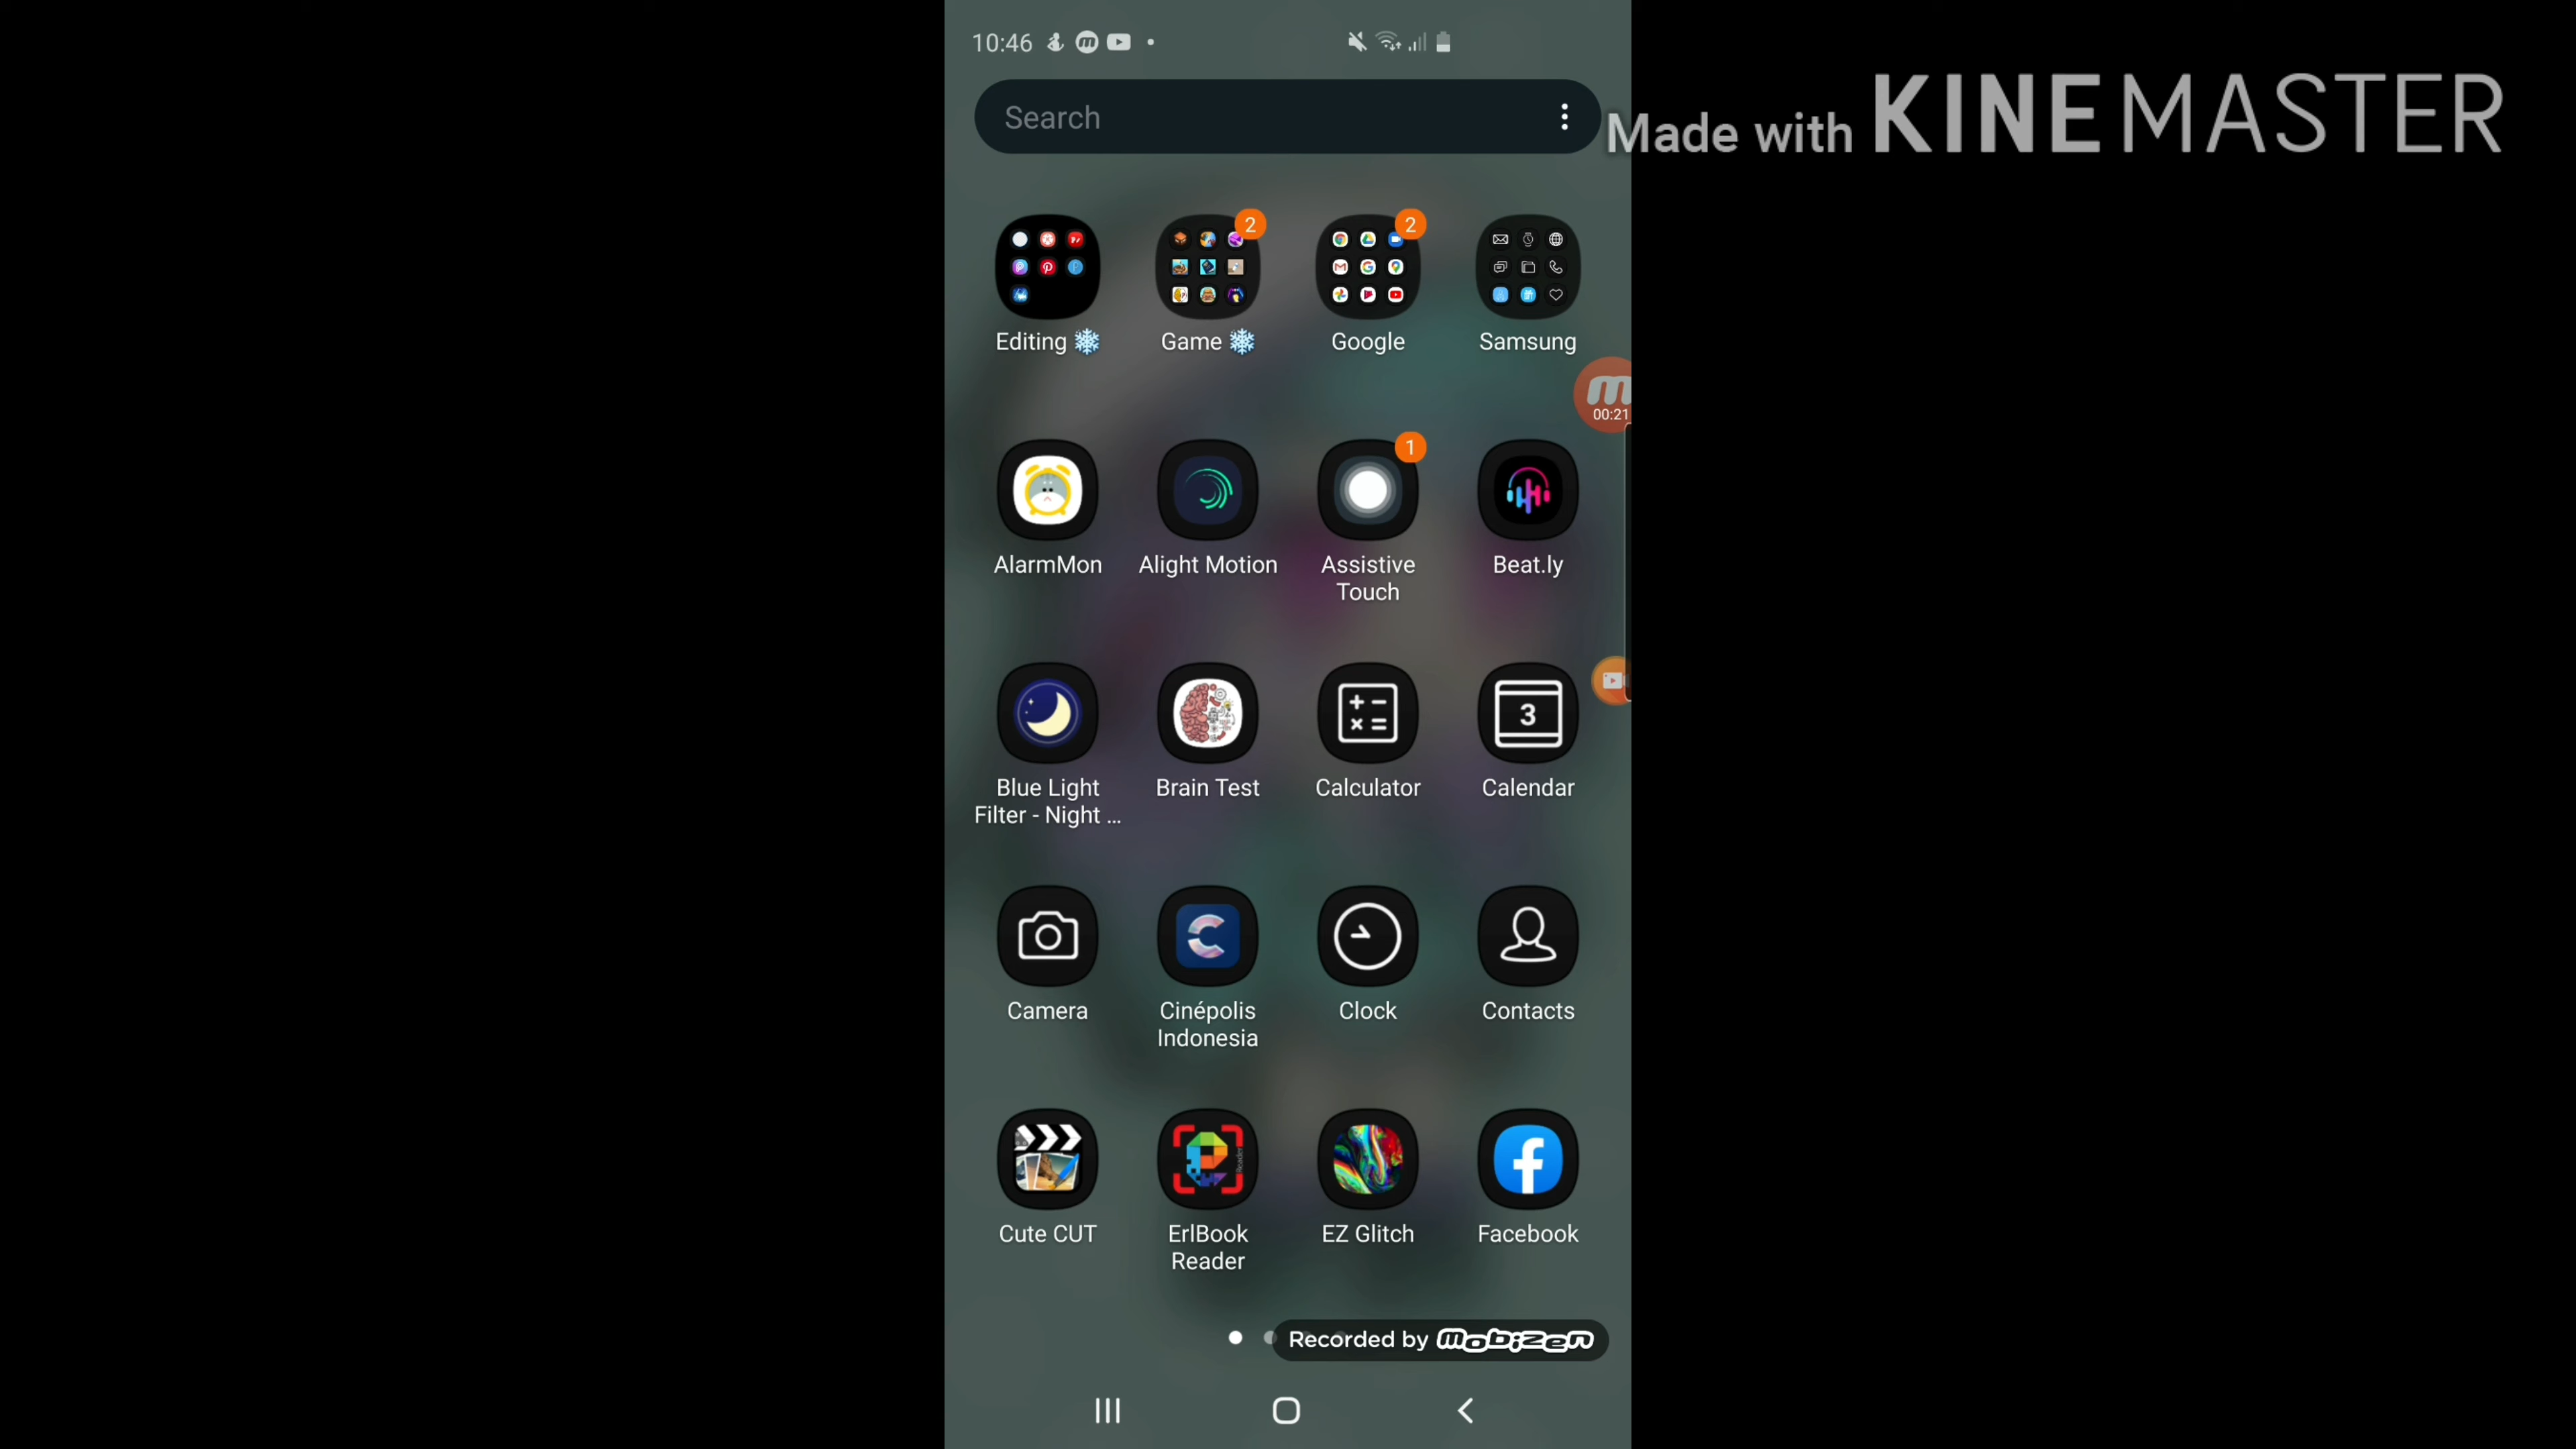 10:46
Search
Made with KINEMASTER
2
2
Editing
Game
Google
Samsung
00:21
1
AlarmMon
Alight Motion
Assistive
Touch
Beat.ly
3
Blue Light
Filter - Night ...
Brain Test
Calculator
Calendar
Camera
Cinépolis
Indonesia
Clock
Contacts
Cute CUT
ErlBook
Reader
EZ Glitch
Facebook
Recorded by mobizen